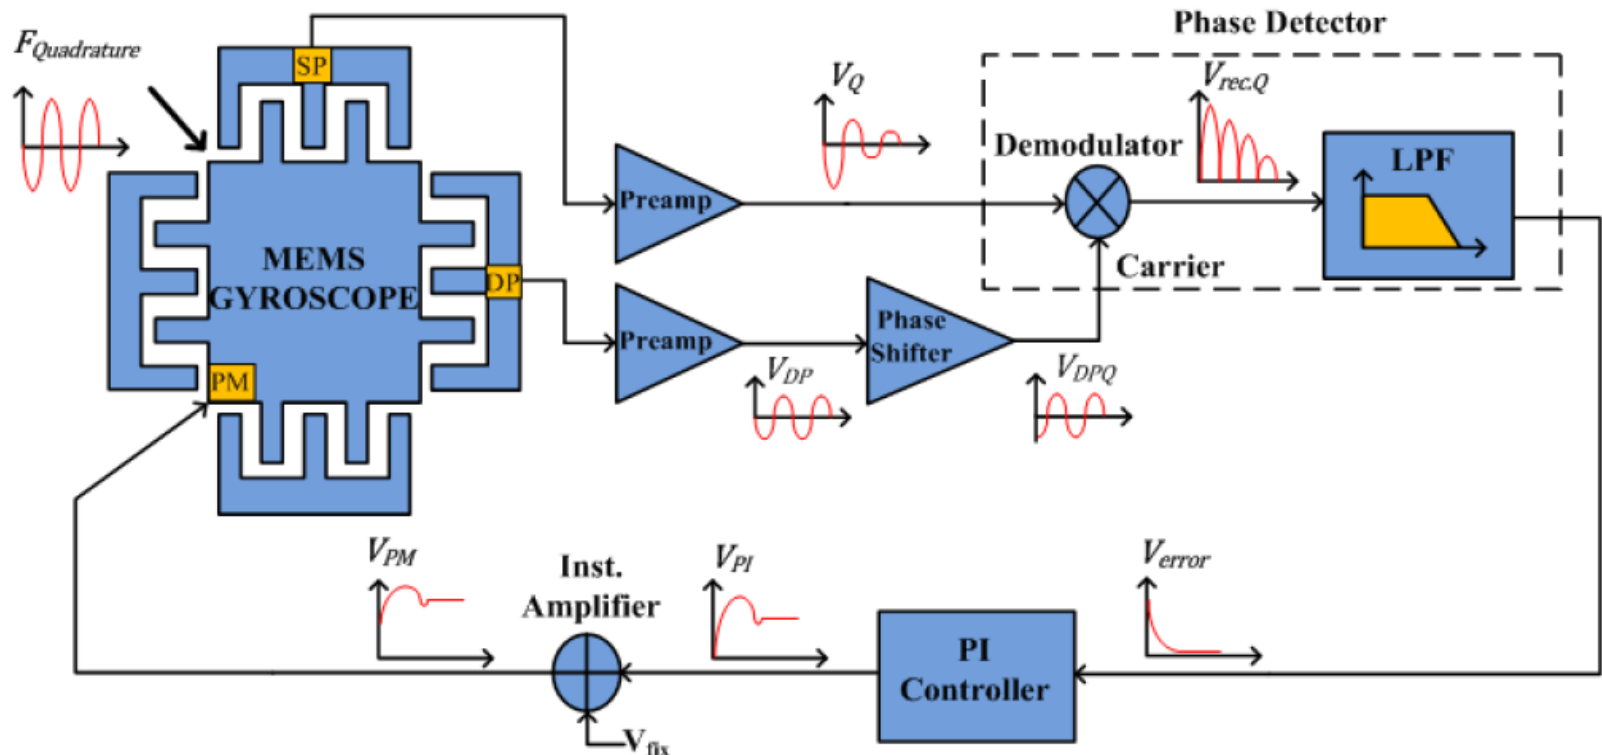 Phase Detector
F_Quadrature
SP
V_Q
V_rec.Q
Demodulator
LPF
Preamp
MEMS
GYROSCOPE
DP
Carrier
Preamp
Phase
Shifter
V_DP
V_DPQ
PM
V_PM
Inst.
Amplifier
V_PI
V_error
PI
Controller
V_fix